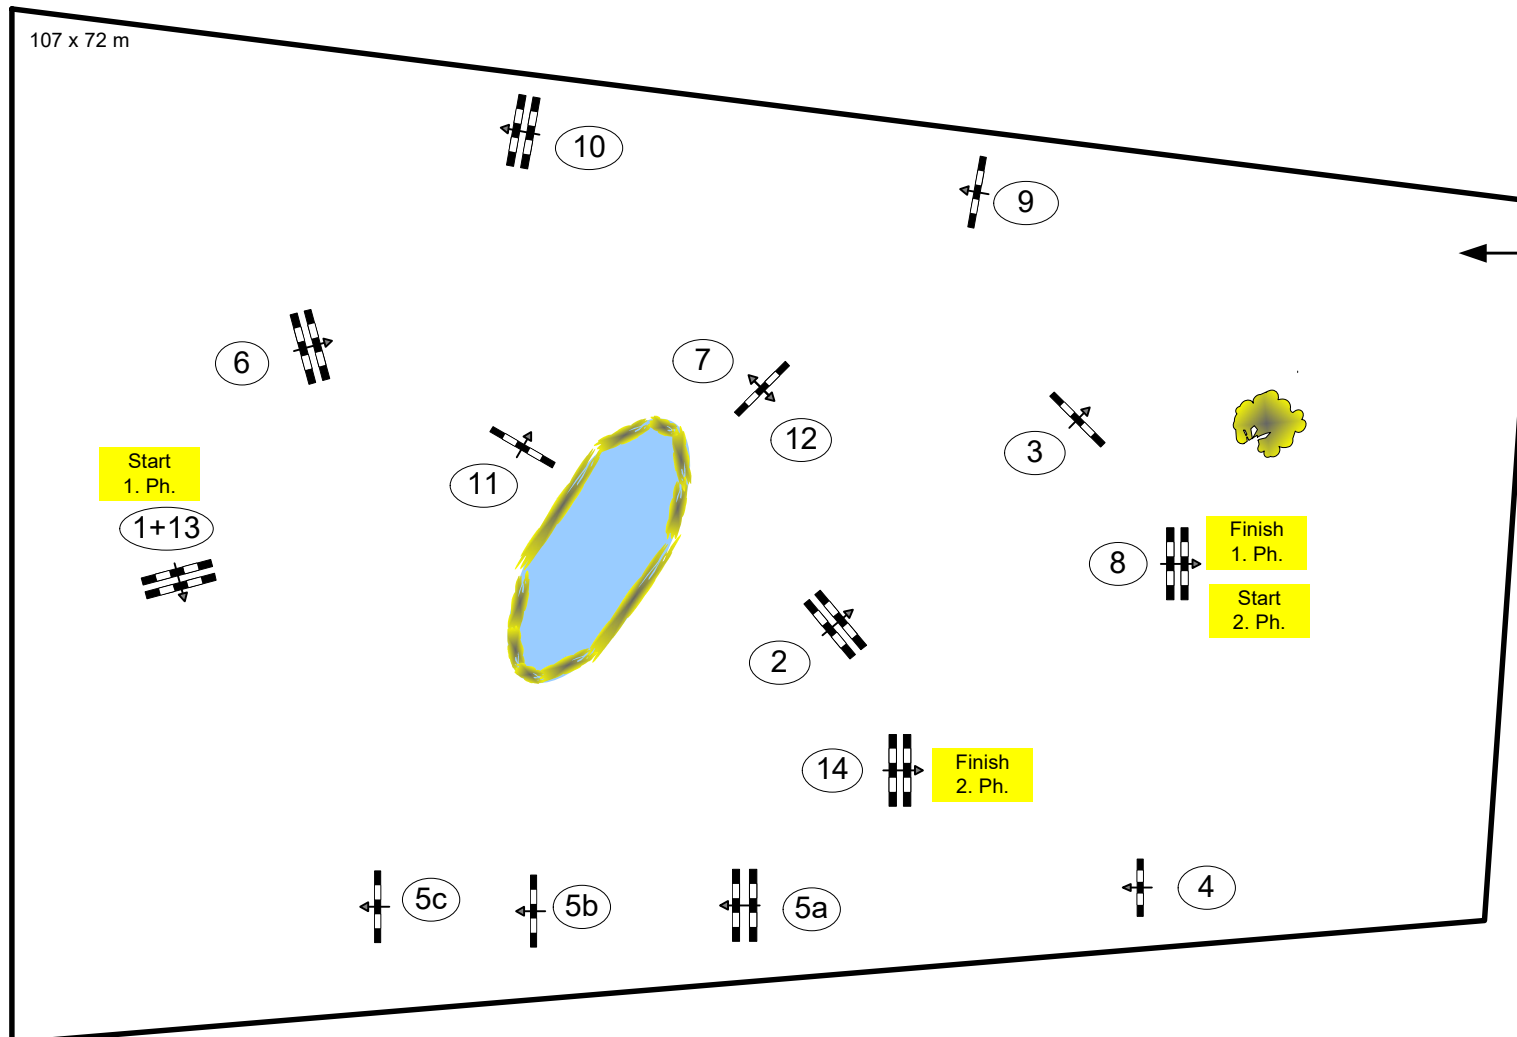 107 x 72 m
10
9
6
7
12
3
11
Start
1. Ph.
1+13
8
Finish
1. Ph.
Start
2. Ph.
2
14
Finish
2. Ph.
5c
5b
5a
4